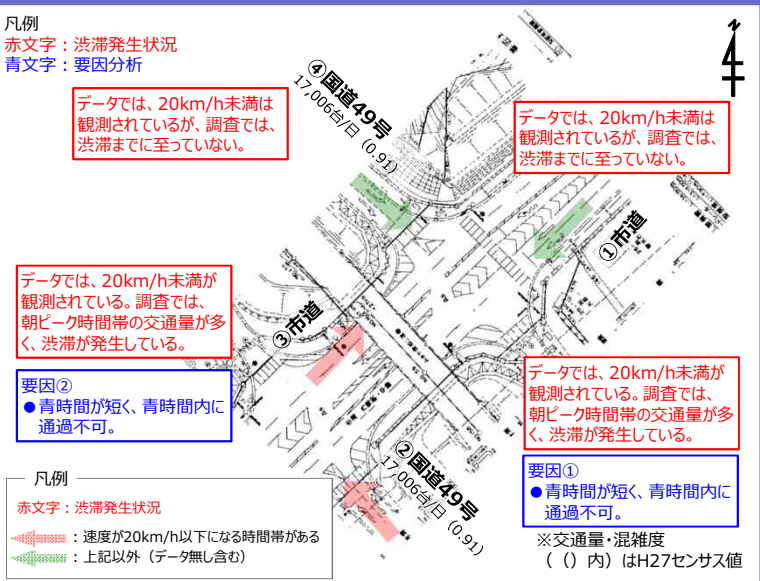 凡例
赤文字：渋滞発生状況
青文字：要因分析
データでは、20km/h未満は
観測されているが、調査では、
渋滞までに至っていない。
④国道49号
17,006台/日（0.91）
データでは、20km/h未満は
観測されているが、調査では、
渋滞までに至っていない。
N
①市道
データでは、20km/h未満が
観測されている。調査では、
朝ピーク時間帯の交通量が多
く、渋滞が発生している。
③市道
要因②
●青時間が短く、青時間内に
通過不可。
データでは、20km/h未満が
観測されている。調査では、
朝ピーク時間帯の交通量が多
く、渋滞が発生している。
②国道49号
17,006台/日（0.91）
要因①
●青時間が短く、青時間内に
通過不可。
凡例
赤文字：渋滞発生状況
：速度が20km/h以下になる時間帯がある
：上記以外（データ無し含む）
※交通量・混雑度
（（）内）はH27センサス値